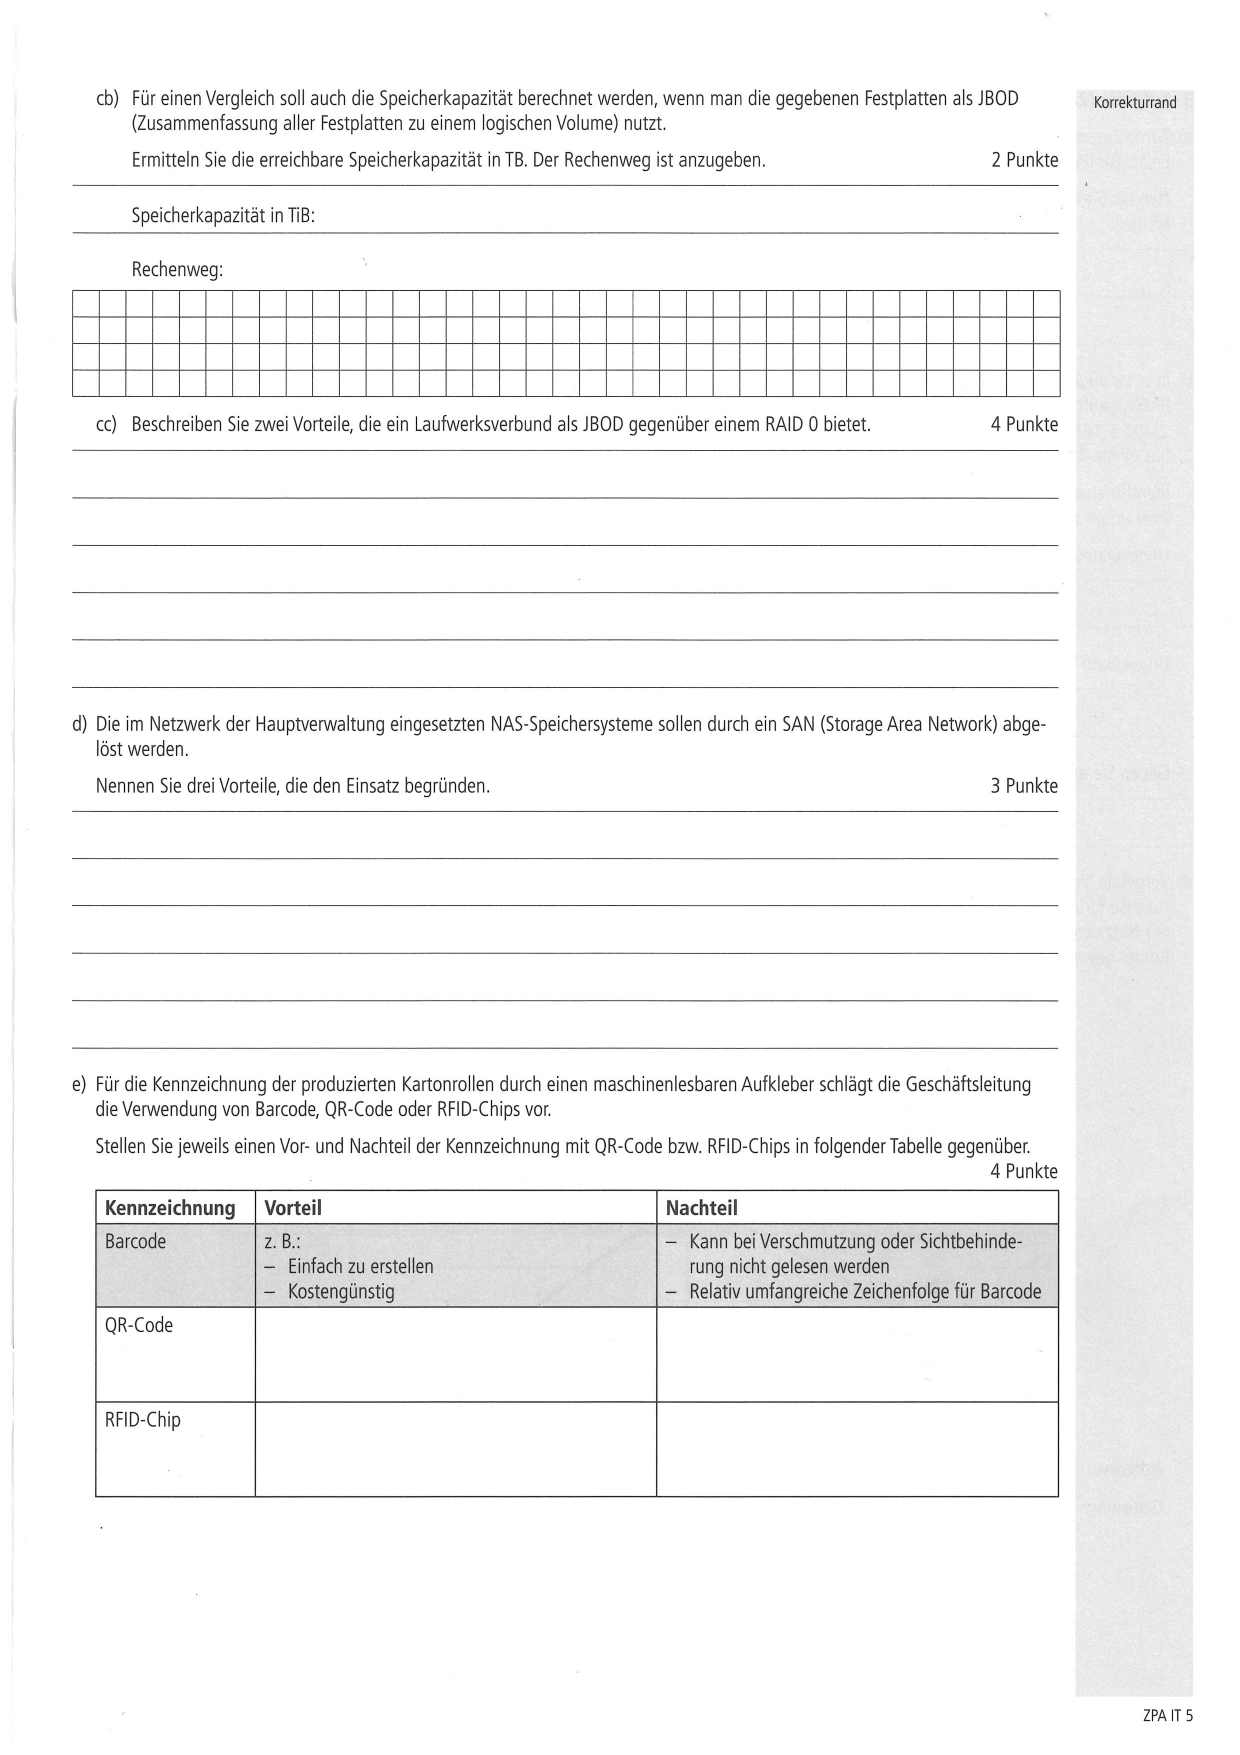 Korrekturrand
cb) Für einen Vergleich soll auch die Speicherkapazität berechnet werden, wenn man die gegebenen Festplatten als JBOD
(Zusammenfassung aller Festplatten zu einem logischen Volume) nutzt.
Ermitteln Sie die erreichbare Speicherkapazität in TB. Der Rechenweg ist anzugeben. 2 Punkte
Speicherkapazität in TiB:
Rechenweg:
cc) Beschreiben Sie zwei Vorteile, die ein Laufwerksverbund als JBOD gegenüber einem RAID 0 bietet. 4 Punkte
d) Die im Netzwerk der Hauptverwaltung eingesetzten NAS-Speichersysteme sollen durch ein SAN (Storage Area Network) abge-
löst werden.
Nennen Sie drei Vorteile, die den Einsatz begründen. 3 Punkte
e) Für die Kennzeichnung der produzierten Kartonrollen durch einen maschinenlesbaren Aufkleber schlägt die Geschäftsleitung
die Verwendung von Barcode, QR-Code oder RFID-Chips vor.
Stellen Sie jeweils einen Vor- und Nachteil der Kennzeichnung mit QR-Code bzw. RFID-Chips in folgender Tabelle gegenüber.
4 Punkte
Kennzeichnung Vorteil Nachteil
Barcode z. B.: – Kann bei Verschmutzung oder Sichtbehinde-
– Einfach zu erstellen rung nicht gelesen werden
– Kostengünstig – Relativ umfangreiche Zeichenfolge für Barcode
QR-Code
RFID-Chip
ZPA IT 5